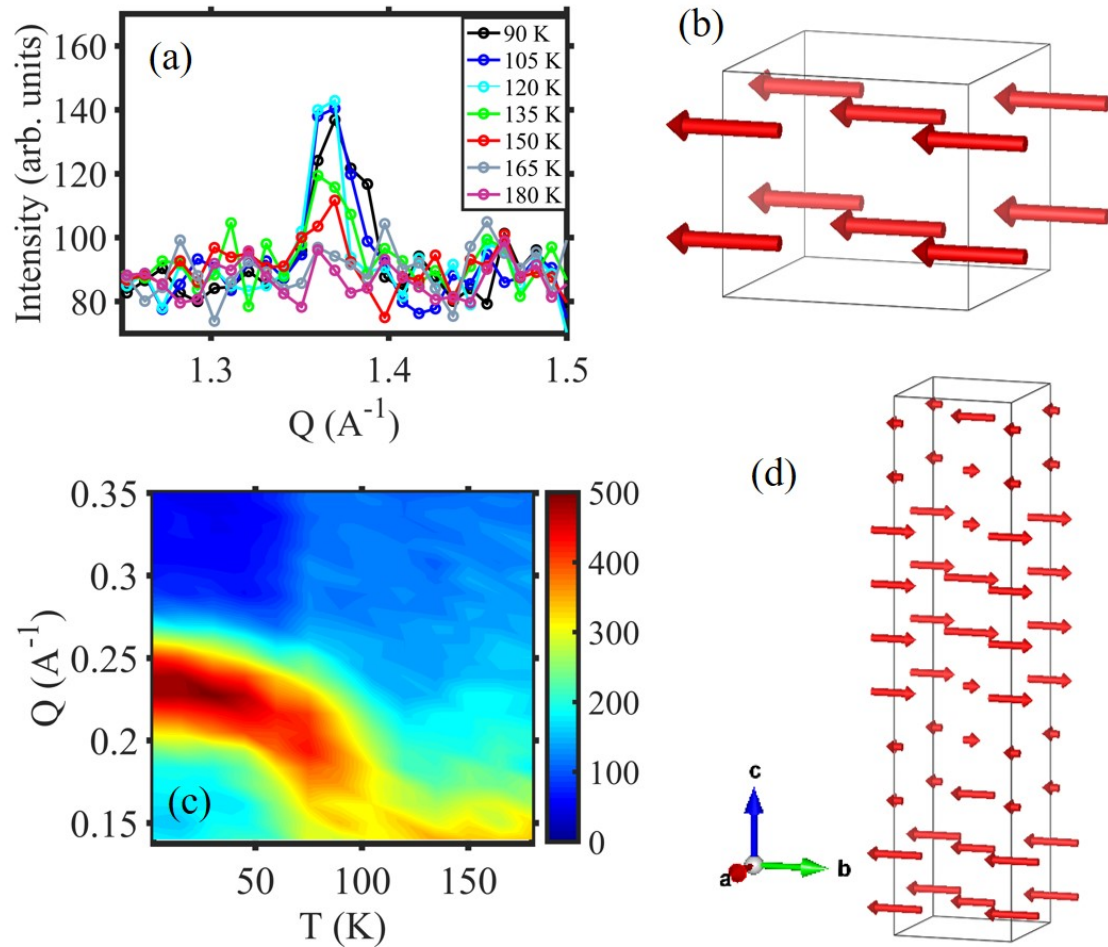 (a)
Intensity (arb. units)
160
140
120
100
80
1.3 1.4 1.5
Q (A-1)
90 K
105 K
120 K
135 K
150 K
165 K
180 K
(b)
(c)
Q (A-1)
0.35
0.3
0.25
0.2
0.15
50 100 150
T (K)
500
400
300
200
100
0
(d)
c
a
b